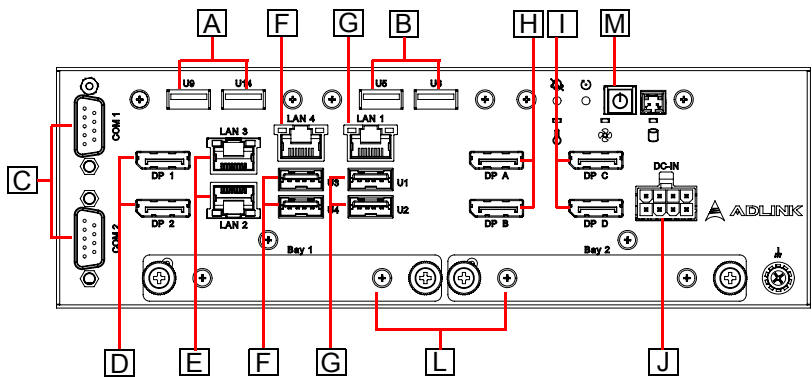 A F G B H I M
U9 U14 U5 U6
COM 1
LAN 4 LAN 1
LAN 3
C
DP 1 DP A DP C
DC-IN
U3 U1
DP 2 LAN 2 U4 U2 DP B DP D
ADLINK
COM 2
Bay 1 Bay 2
D E F G L J